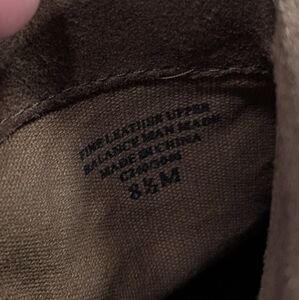 FINE LEATHER UPPER
BALANCE MAN MADE
MADE IN CHINA
8½M